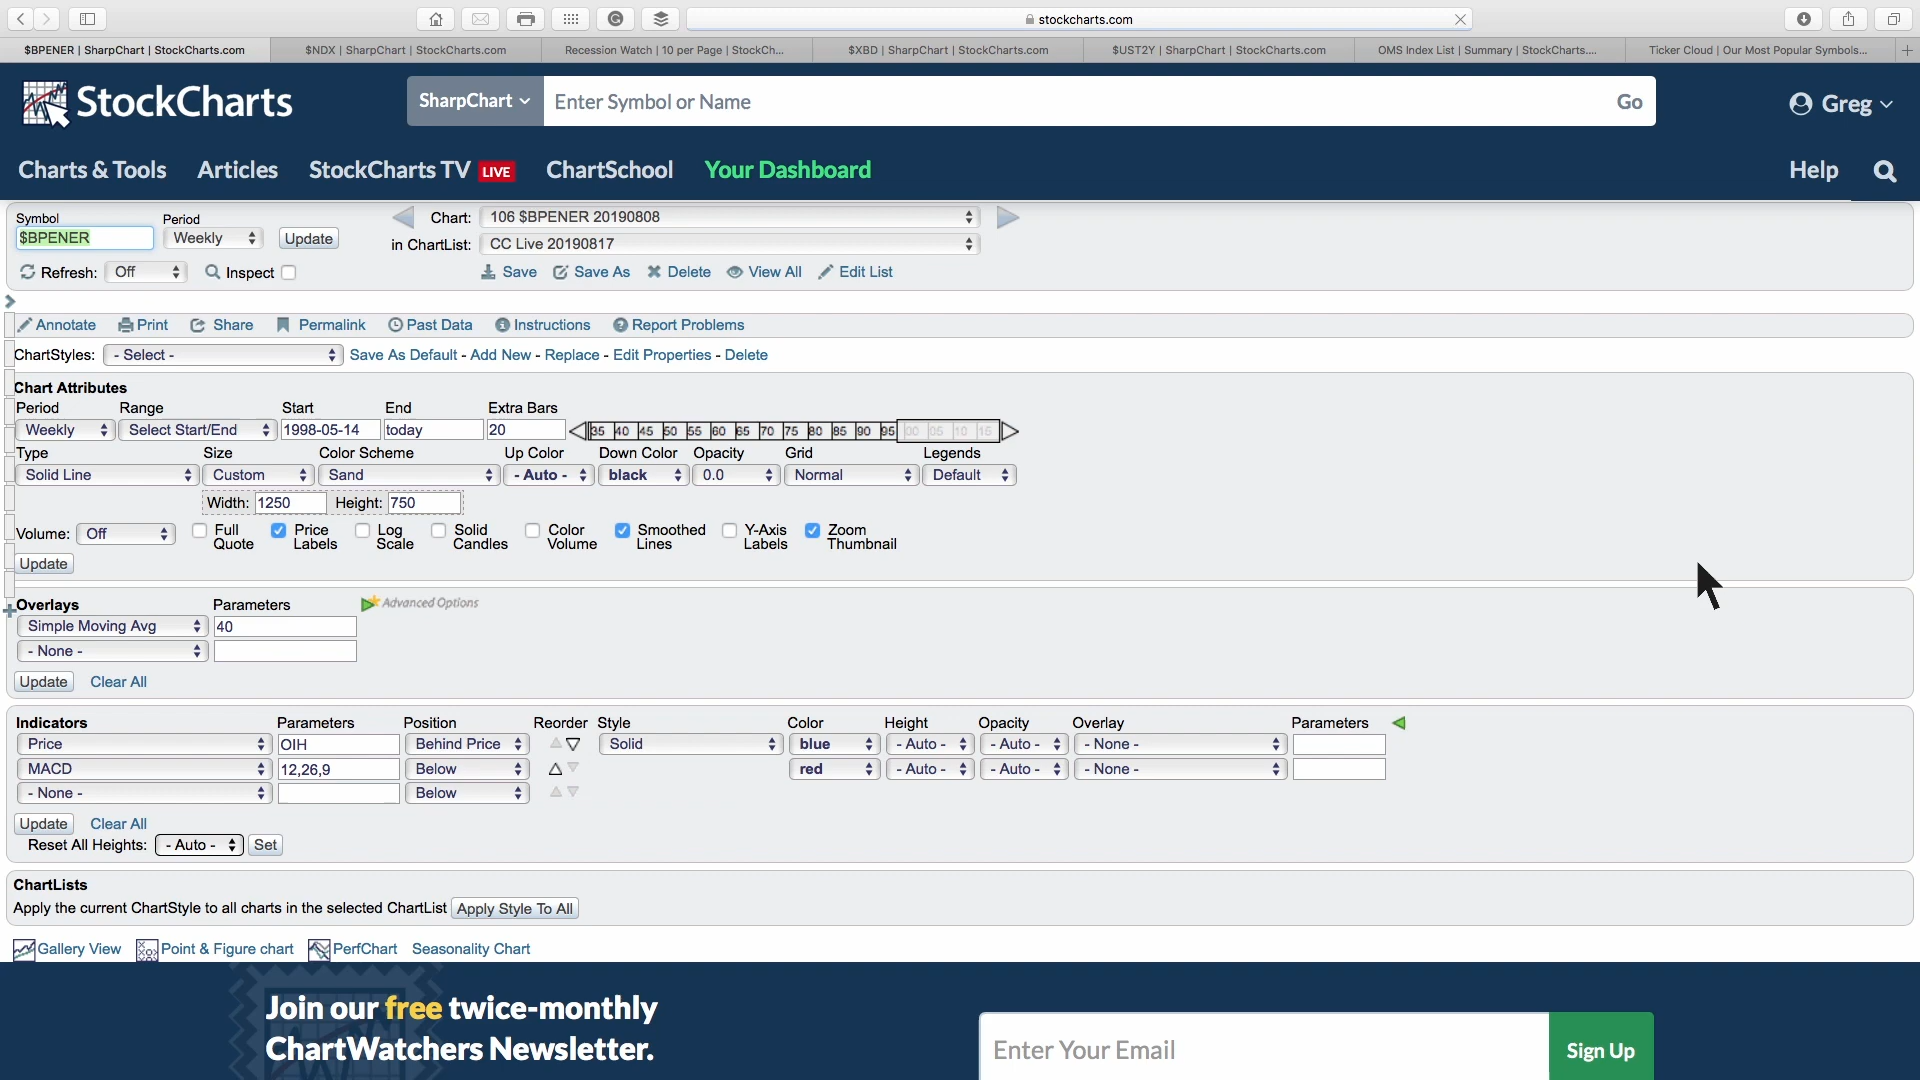 stockcharts.com
$BPENER | SharpChart | StockCharts.com
$NDX | SharpChart | StockCharts.com
Recession Watch | 10 per Page | StockCh...
$XBD | SharpChart | StockCharts.com
$UST2Y | SharpChart | StockCharts.com
OMS Index List | Summary | StockCharts....
Ticker Cloud | Our Most Popular Symbols...
StockCharts
SharpChart
Enter Symbol or Name
Go
Greg
Charts & Tools Articles StockCharts TV LIVE ChartSchool Your Dashboard Help
Symbol Period
$BPENER Weekly Update
Chart: 106 $BPENER 20190808
in ChartList: CC Live 20190817
Refresh: Off Inspect
Save Save As Delete View All Edit List
Annotate Print Share Permalink Past Data Instructions Report Problems
ChartStyles: - Select - Save As Default - Add New - Replace - Edit Properties - Delete
Chart Attributes
Period Range Start End Extra Bars
Weekly Select Start/End 1998-05-14 today 20 35 40 45 50 55 60 65 70 75 80 85 90 95 00 05 10 15
Type Size Color Scheme Up Color Down Color Opacity Grid Legends
Solid Line Custom Sand - Auto - black 0.0 Normal Default
Width: 1250 Height: 750
Volume: Off Full Quote Price Labels Log Scale Solid Candles Color Volume Smoothed Lines Y-Axis Labels Zoom Thumbnail
Update
Overlays Parameters Advanced Options
Simple Moving Avg 40
- None -
Update Clear All
Indicators Parameters Position Reorder Style Color Height Opacity Overlay Parameters
Price OIH Behind Price Solid blue - Auto - - Auto - - None -
MACD 12,26,9 Below red - Auto - - Auto - - None -
- None - Below
Update Clear All
Reset All Heights: - Auto - Set
ChartLists
Apply the current ChartStyle to all charts in the selected ChartList Apply Style To All
Gallery View Point & Figure chart PerfChart Seasonality Chart
Join our free twice-monthly
ChartWatchers Newsletter.
Enter Your Email
Sign Up